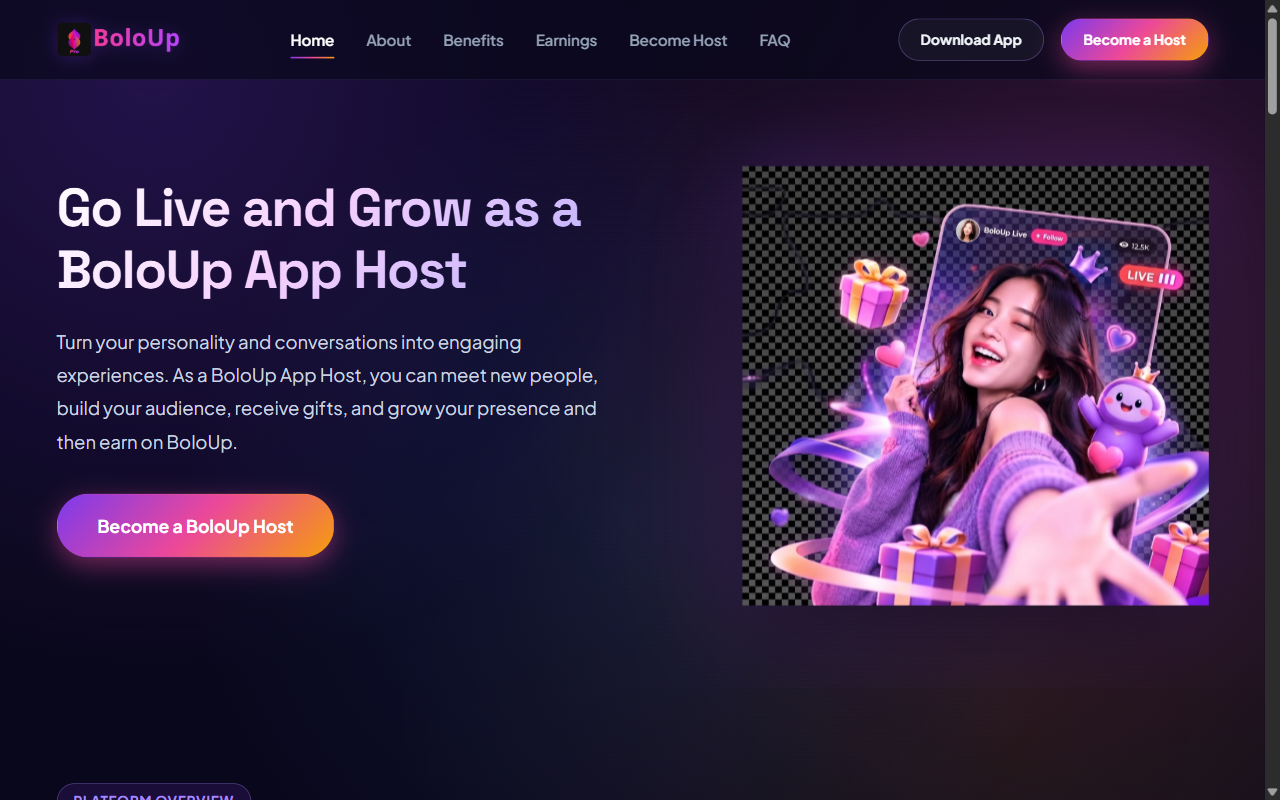 BoloUp
Home
About
Benefits
Earnings
Become Host
FAQ
Download App
Become a Host
Go Live and Grow as a
BoloUp App Host
Turn your personality and conversations into engaging
experiences. As a BoloUp App Host, you can meet new people,
build your audience, receive gifts, and grow your presence and
then earn on BoloUp.
Become a BoloUp Host
BoloUp Live
+ Follow
12.5K
LIVE
PLATFORM OVERVIEW